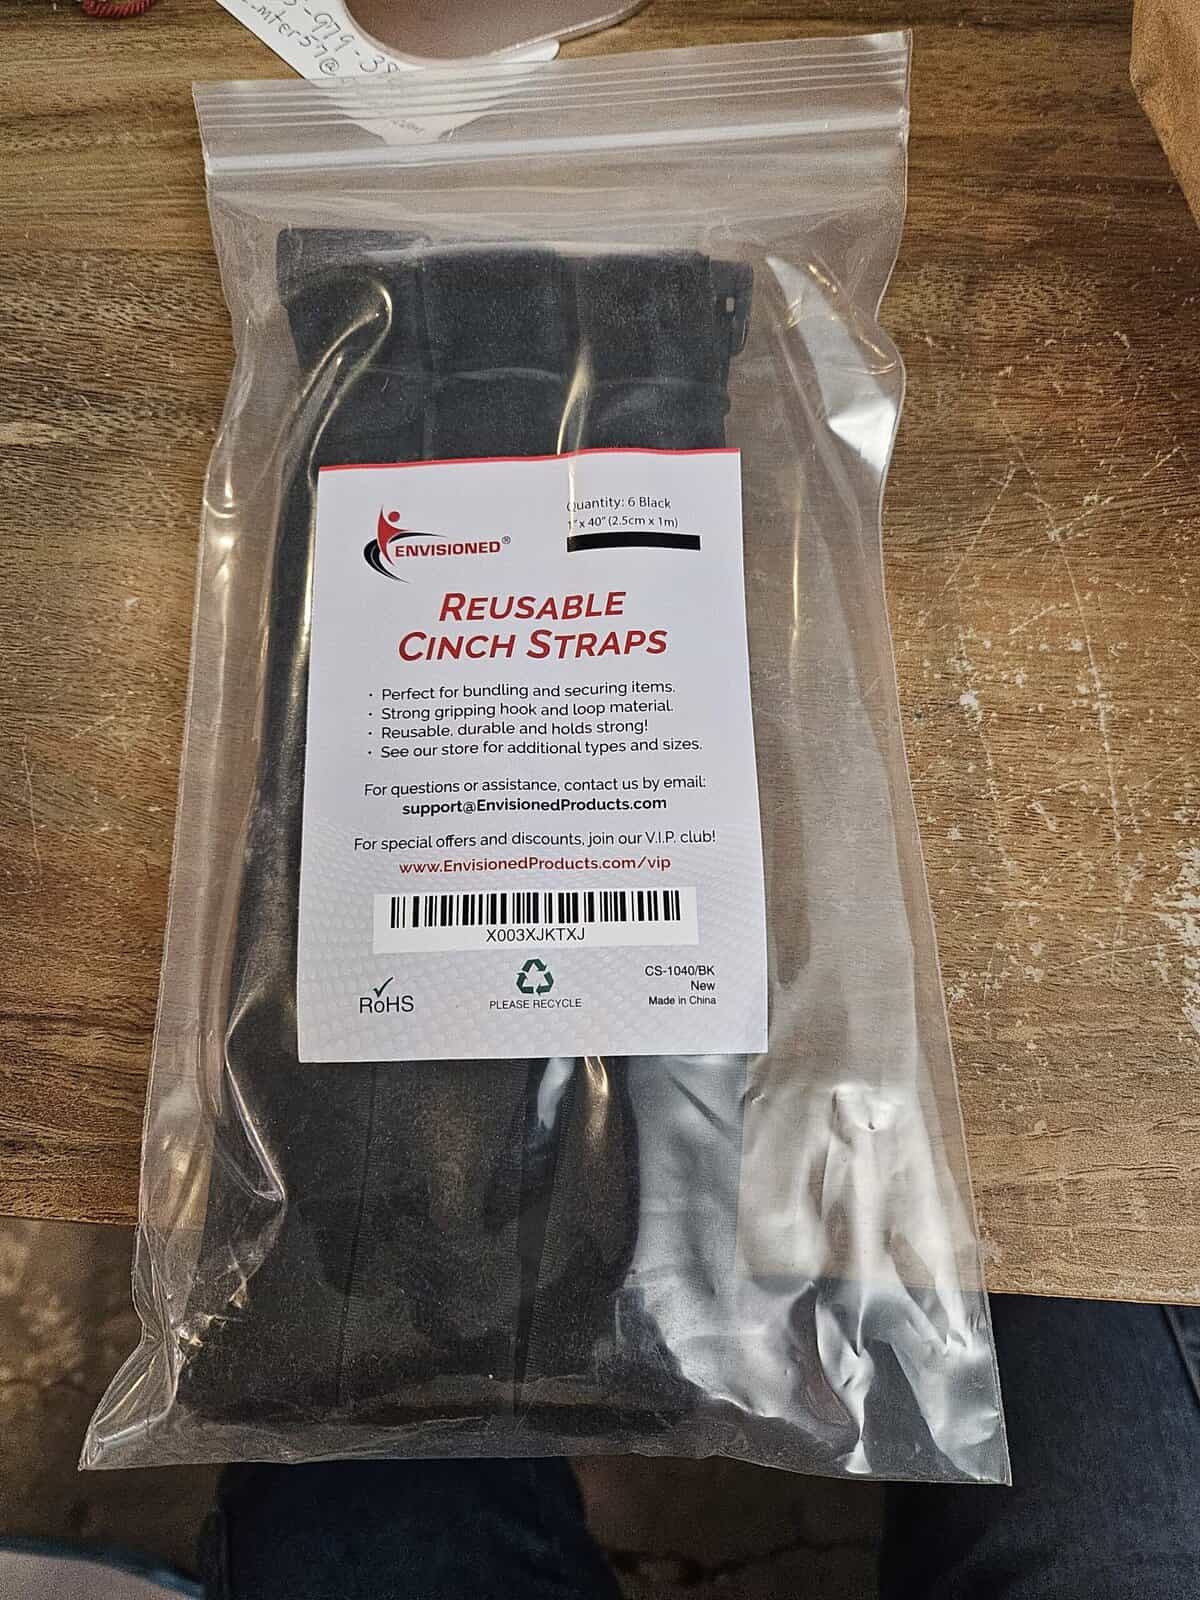 ENVISIONED®
Quantity: 6 Black
1" x 40" (2.5cm x 1m)
REUSABLE
CINCH STRAPS
• Perfect for bundling and securing items.
• Strong gripping hook and loop material.
• Reusable, durable and holds strong!
• See our store for additional types and sizes.
For questions or assistance, contact us by email:
support@EnvisionedProducts.com
For special offers and discounts, join our V.I.P. club!
www.EnvisionedProducts.com/vip
X003XJKTXJ
RoHS
PLEASE RECYCLE
CS-1040/BK
New
Made in China